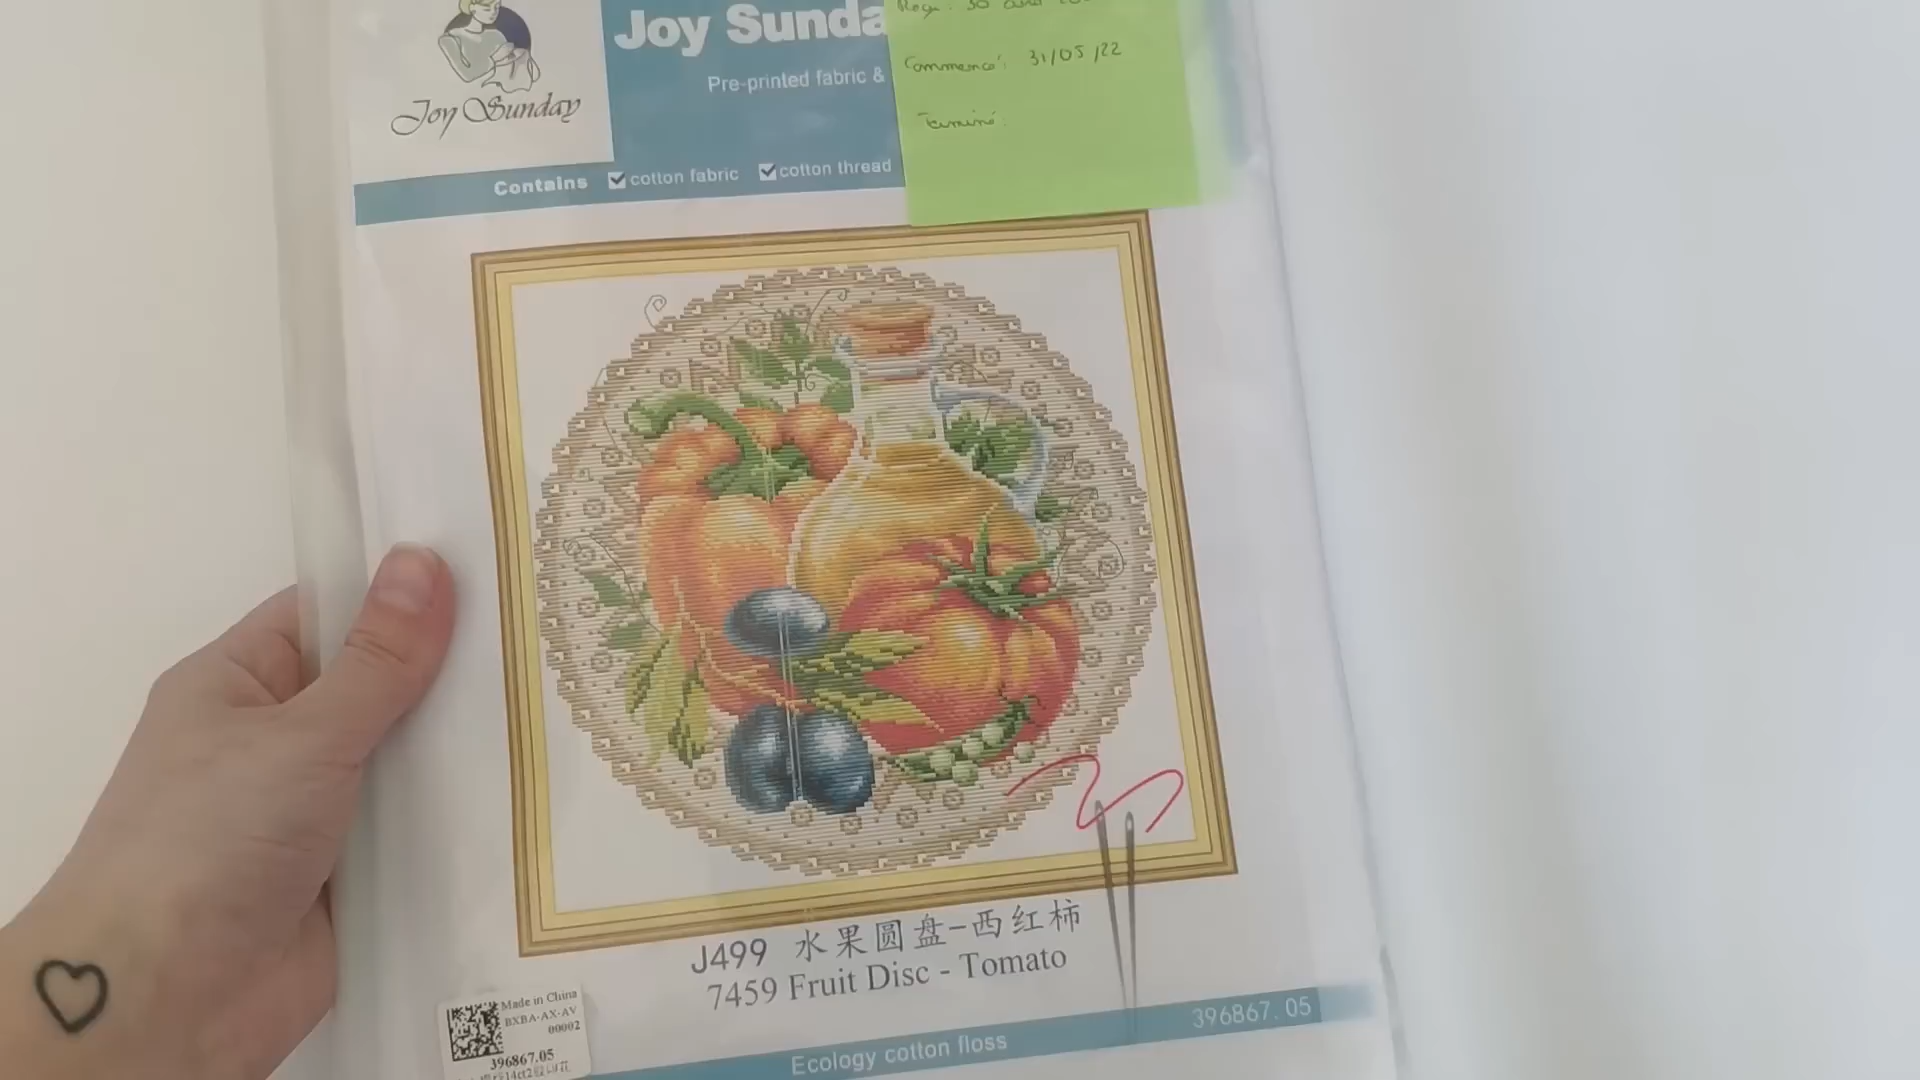 Joy Sunday
Joy Sunda
Pre-printed fabric &
Contains cotton fabric cotton thread
Commencé: 31/05/22
Terminé:
J499 水果圆盘-西红柿
7459 Fruit Disc - Tomato
Made in China
BXBA-AX-AV
00002
396867.05
396867.05
Ecology cotton floss